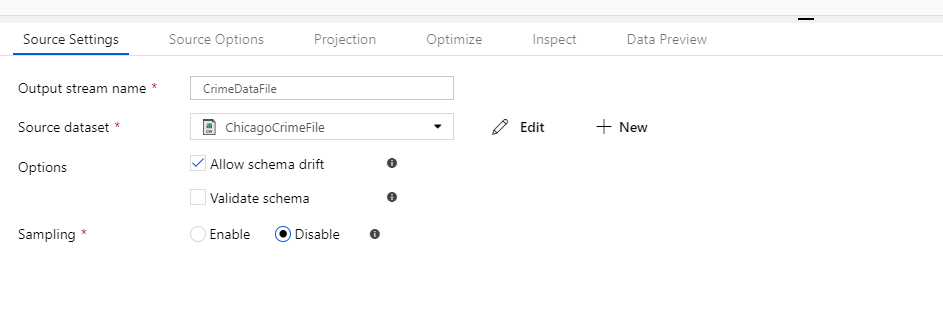 Source Settings Source Options Projection Optimize Inspect Data Preview
Output stream name * CrimeDataFile
Source dataset * ChicagoCrimeFile Edit + New
Options Allow schema drift
Validate schema
Sampling * Enable Disable